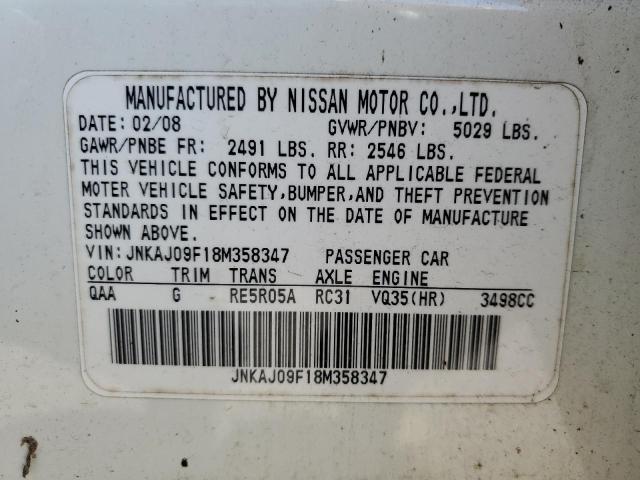 MANUFACTURED BY NISSAN MOTOR CO.,LTD.
DATE: 02/08 GVWR/PNBV: 5029 LBS.
GAWR/PNBE FR: 2491 LBS. RR: 2546 LBS.
THIS VEHICLE CONFORMS TO ALL APPLICABLE FEDERAL
MOTER VEHICLE SAFETY,BUMPER,AND THEFT PREVENTION
STANDARDS IN EFFECT ON THE DATE OF MANUFACTURE
SHOWN ABOVE.
VIN:JNKAJ09F18M358347 PASSENGER CAR
COLOR TRIM TRANS AXLE ENGINE
QAA G RE5R05A RC31 VQ35(HR) 3498CC
JNKAJ09F18M358347